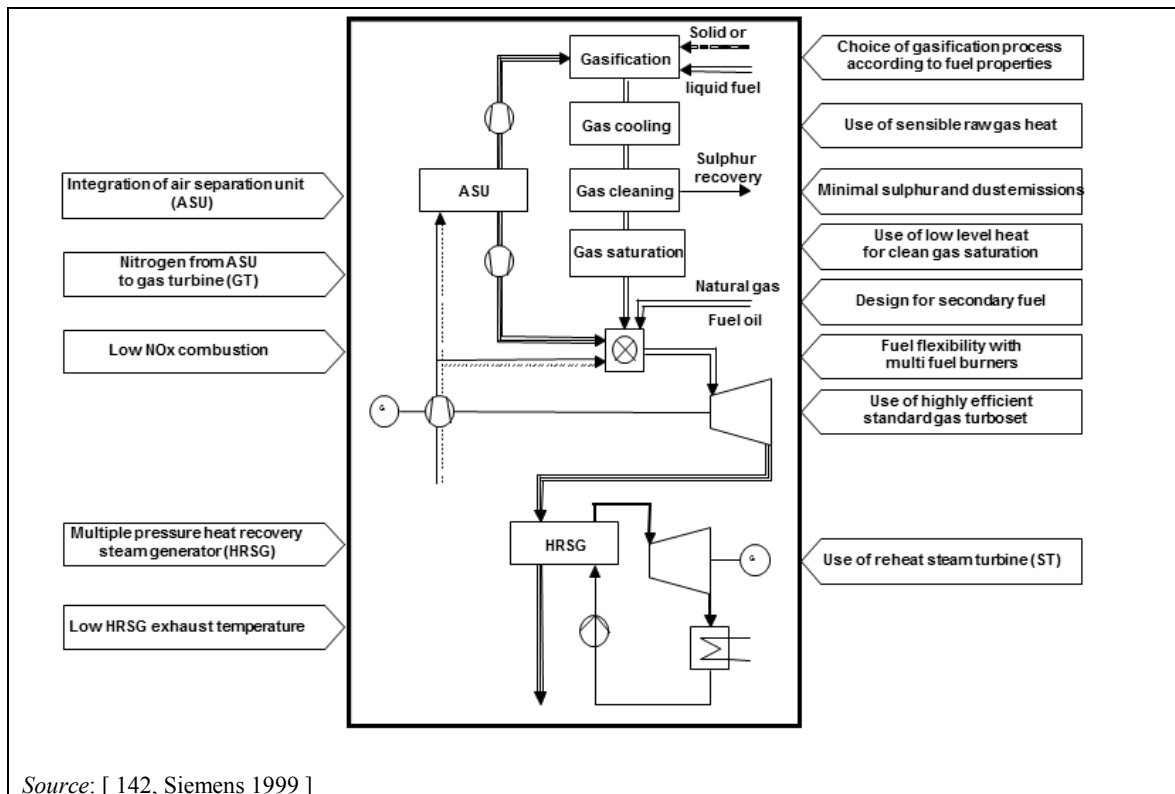 Solid or
Gasification
liquid fuel
Choice of gasification process
according to fuel properties
Gas cooling
Use of sensible raw gas heat
Sulphur
recovery
Integration of air separation unit
(ASU)
ASU
Gas cleaning
Minimal sulphur and dust emissions
Gas saturation
Use of low level heat
for clean gas saturation
Nitrogen from ASU
to gas turbine (GT)
Natural gas
Fuel oil
Design for secondary fuel
Low NOx combustion
Fuel flexibility with
multi fuel burners
G
Use of highly efficient
standard gas turboset
Multiple pressure heat recovery
steam generator (HRSG)
HRSG
G
Use of reheat steam turbine (ST)
Low HRSG exhaust temperature
Source: [ 142, Siemens 1999 ]